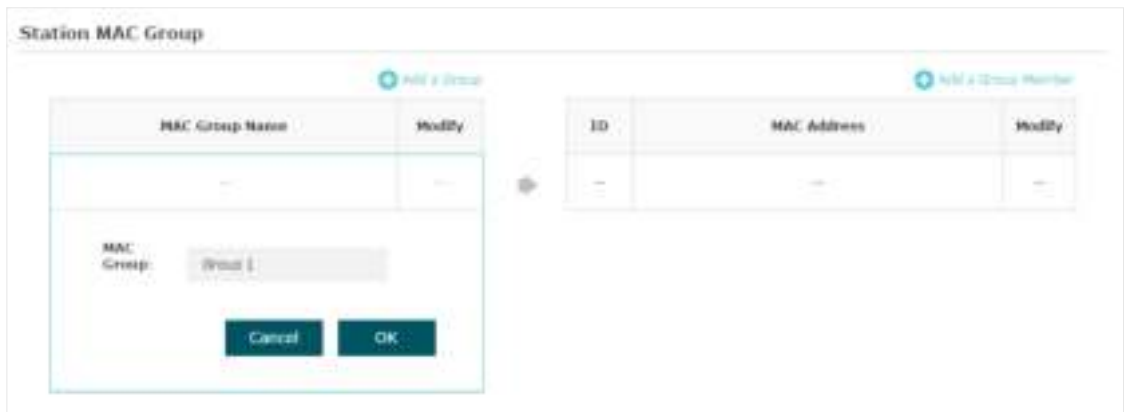 Station MAC Group
Add a Group
Add a Group Member
MAC Group Name
Modify
ID
MAC Address
Modify
---
---
---
---
---
MAC
Group:
Group 1
Cancel
OK